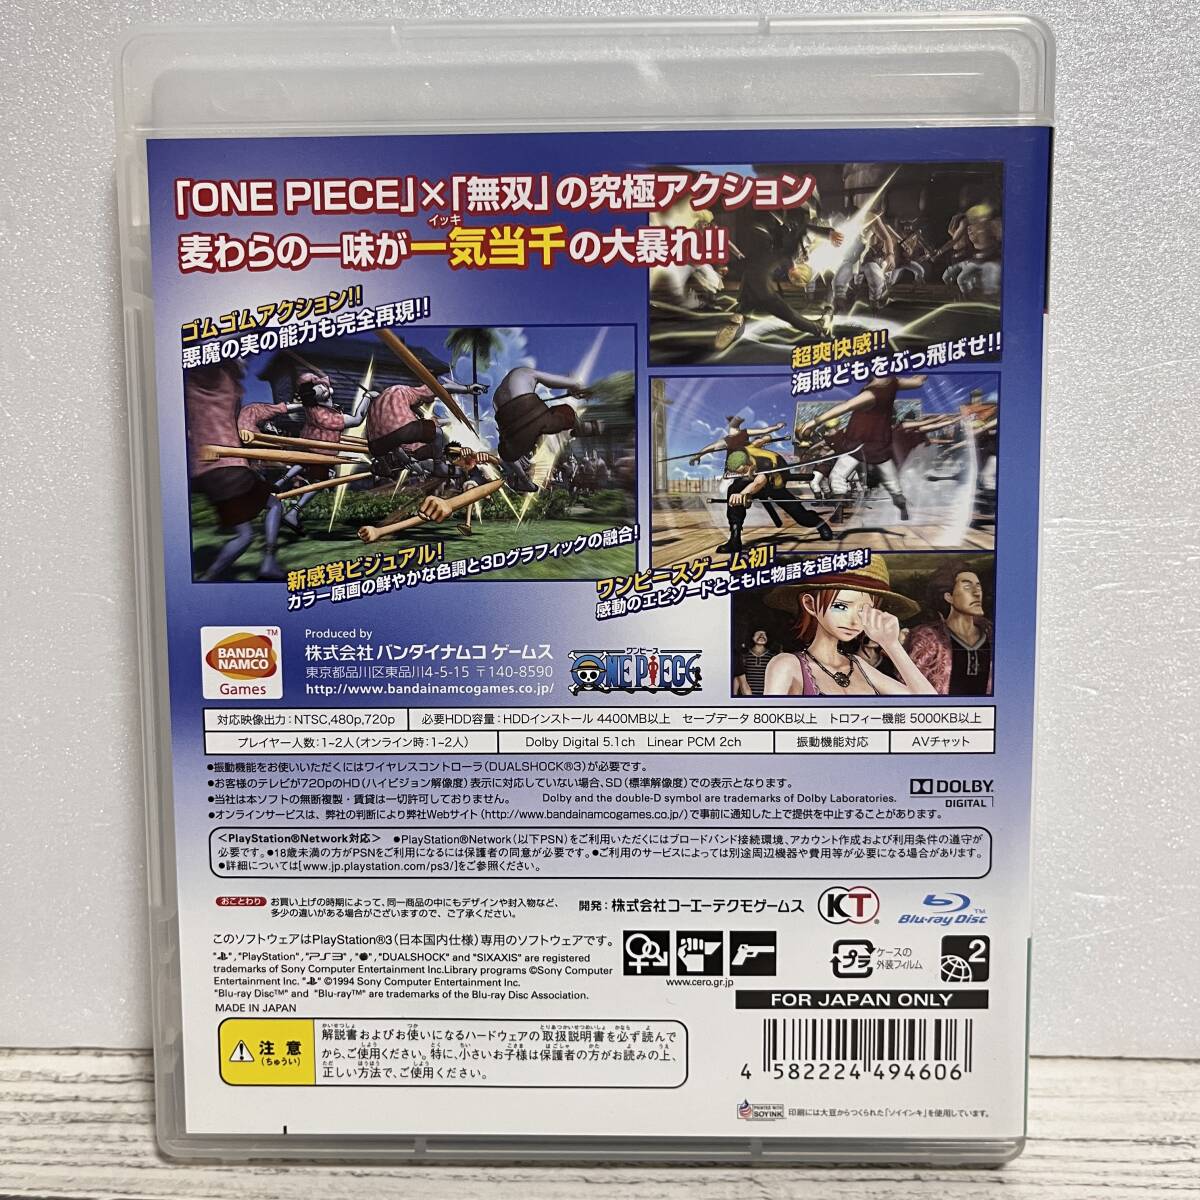 「ONE PIECE」×「無双」の究極アクション
イッキ
麦わらの一味が一気当千の大暴れ!!
ゴムゴムアクション!!
悪魔の実の能力も完全再現!!
超爽快感!!
海賊どもをぶっ飛ばせ!!
新感覚ビジュアル!
カラー原画の鮮やかな色調と3Dグラフィックの融合!
ワンピースゲーム初!
感動のエピソードとともに物語を追体験!
BANDAI
NAMCO
Games
TM
Produced by
株式会社 バンダイナムコ ゲームス
東京都品川区東品川4-5-15 〒140-8590
http://www.bandainamcogames.co.jp/
ワンピース
ONE PIECE
対応映像出力:NTSC,480p,720p
必要HDD容量:HDDインストール 4400MB以上 セーブデータ 800KB以上 トロフィー機能 5000KB以上
プレイヤー人数:1~2人(オンライン時:1~2人)
Dolby Digital 5.1ch Linear PCM 2ch
振動機能対応
AVチャット
●振動機能をお使いいただくにはワイヤレスコントローラ(DUALSHOCK®3)が必要です。
●お客様のテレビが720pのHD(ハイビジョン解像度)表示に対応していない場合、SD(標準解像度)での表示となります。
●当社は本ソフトの無断複製・賃貸は一切許可しておりません。 Dolby and the double-D symbol are trademarks of Dolby Laboratories.
●オンラインサービスは、弊社の判断により弊社Webサイト(http://www.bandainamcogames.co.jp/)で事前に通知した上で提供を中止することがあります。
DOLBY
DIGITAL
<PlayStation®Network対応> ●PlayStation®Network(以下PSN)をご利用いただくにはブロードバンド接続環境、アカウント作成および利用条件の遵守が
必要です。●18歳未満の方がPSNをご利用になるには保護者の同意が必要です。●ご利用のサービスによっては別途周辺機器や費用等が必要になる場合があります。
●詳細については[www.jp.playstation.com/ps3/]をご参照ください。
おことわり
お買い上げの時期によって、同一商品の中にもデザインや封入物など、
多少の違いがある場合がございますので、ご了承ください。
開発:株式会社コーエーテクモゲームス
KT
Blu-ray Disc™
このソフトウェアはPlayStation®3(日本国内仕様)専用のソフトウェアです。
" ", "PlayStation", "PS3", " ", "DUALSHOCK" and "SIXAXIS" are registered
trademarks of Sony Computer Entertainment Inc. Library programs ©Sony Computer
Entertainment Inc. " " ©1994 Sony Computer Entertainment Inc.
"Blu-ray Disc™" and "Blu-ray™" are trademarks of the Blu-ray Disc Association.
MADE IN JAPAN
www.cero.gr.jp
プラ
ケースの
外装フィルム
2
FOR JAPAN ONLY
注意
(ちゅうい)
解説書およびお使いになるハードウェアの取扱説明書を必ず読んで
から、ご使用ください。特に、小さいお子様は保護者の方がお読みの上、
正しい方法で、ご使用ください。
4 582224 494606
PRINTED WITH
SOY INK
印刷には大豆からつくられた「ソイインキ」を使用しています。